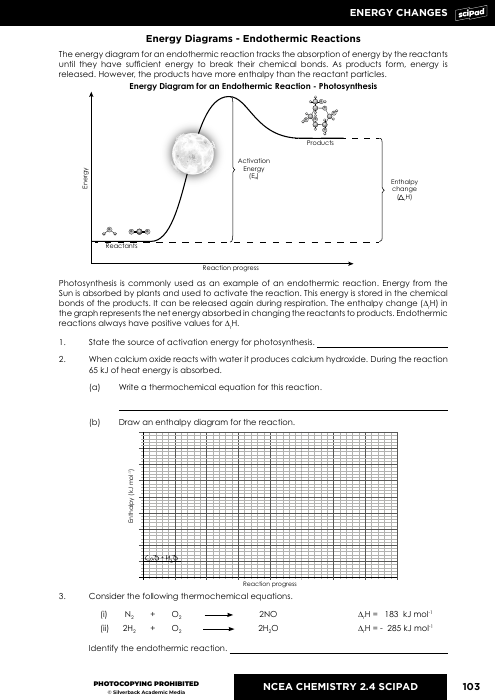 ENERGY CHANGES scipad
Energy Diagrams - Endothermic Reactions
The energy diagram for an endothermic reaction tracks the absorption of energy by the reactants
until they have sufficient energy to break their chemical bonds. As products form, energy is
released. However, the products have more enthalpy than the reactant particles.
Energy Diagram for an Endothermic Reaction - Photosynthesis
Energy
Products
Activation
Energy
(Eₐ)
Enthalpy
change
(ΔᵣH)
Reactants
Reaction progress
Photosynthesis is commonly used as an example of an endothermic reaction. Energy from the
Sun is absorbed by plants and used to activate the reaction. This energy is stored in the chemical
bonds of the products. It can be released again during respiration. The enthalpy change (ΔᵣH) in
the graph represents the net energy absorbed in changing the reactants to products. Endothermic
reactions always have positive values for ΔᵣH.
1. State the source of activation energy for photosynthesis.
2. When calcium oxide reacts with water it produces calcium hydroxide. During the reaction
65 kJ of heat energy is absorbed.
(a) Write a thermochemical equation for this reaction.
(b) Draw an enthalpy diagram for the reaction.
Enthalpy (kJ mol⁻¹)
CaO + H₂O
Reaction progress
3. Consider the following thermochemical equations.
(i) N₂ + O₂ → 2NO ΔᵣH = 183 kJ mol⁻¹
(ii) 2H₂ + O₂ → 2H₂O ΔᵣH = - 285 kJ mol⁻¹
Identify the endothermic reaction.
PHOTOCOPYING PROHIBITED
© Silverback Academic Media
NCEA CHEMISTRY 2.4 SCIPAD 103